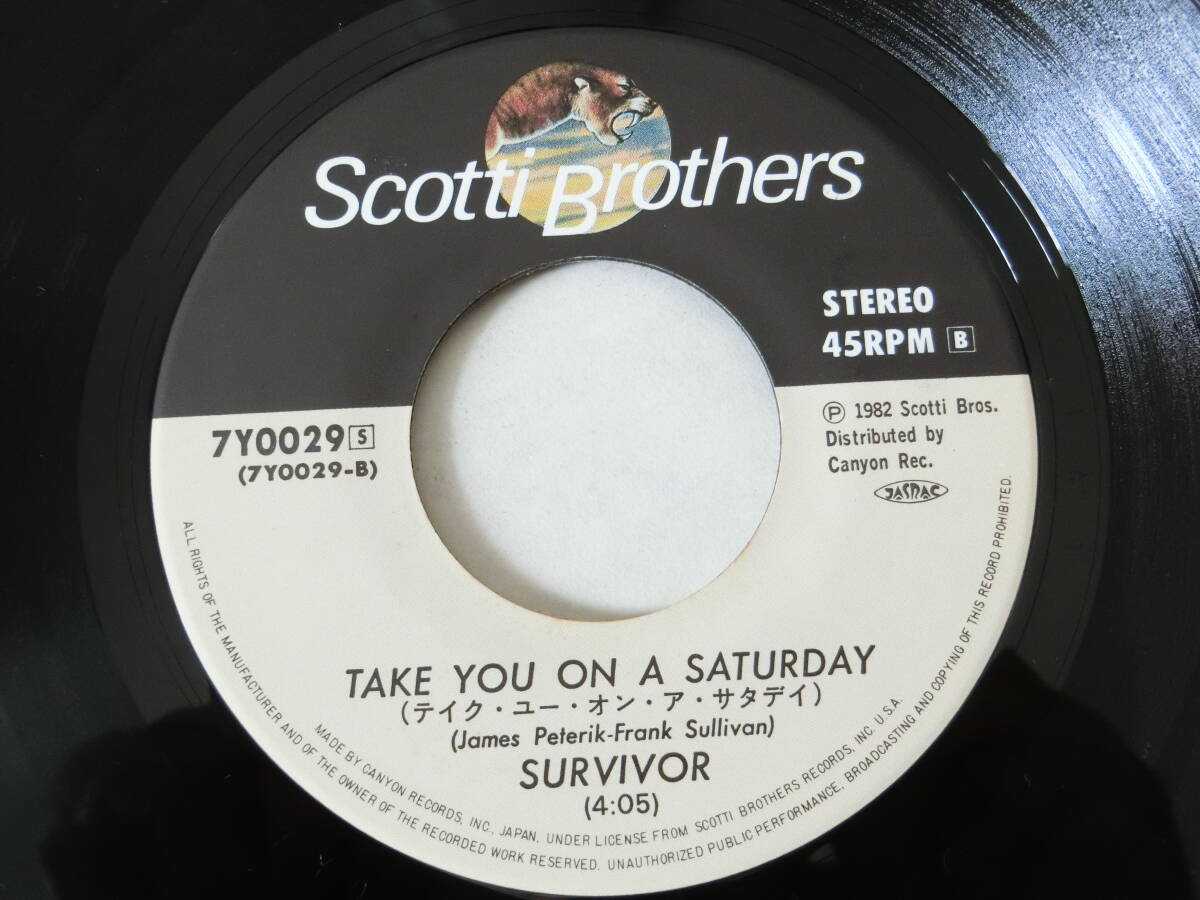 Scotti Brothers
STEREO
45RPM B
7Y0029 S
(7Y0029-B)
Ⓟ 1982 Scotti Bros.
Distributed by
Canyon Rec.
JASRAC
TAKE YOU ON A SATURDAY
(テイク・ユー・オン・ア・サタデイ)
(James Peterik-Frank Sullivan)
SURVIVOR
(4:05)
MADE BY CANYON RECORDS, INC., JAPAN, UNDER LICENSE FROM SCOTTI BROTHERS RECORDS, INC. U.S.A.
ALL RIGHTS OF THE MANUFACTURER AND OF THE OWNER OF THE RECORDED WORK RESERVED. UNAUTHORIZED PUBLIC PERFORMANCE, BROADCASTING AND COPYING OF THIS RECORD PROHIBITED.